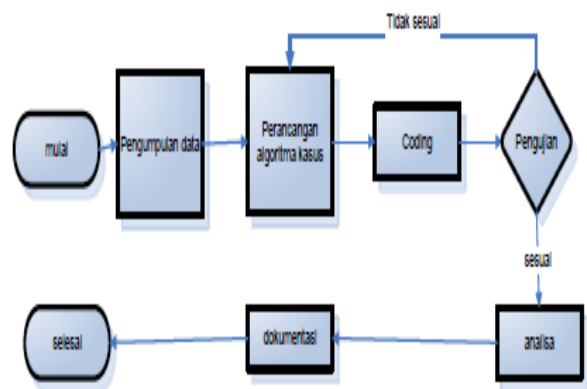 Tidak sesuai
mulai
Pengumpulan data
Perancangan
algoritma kasus
Coding
Pengujian
sesuai
analisa
dokumentasi
selesai